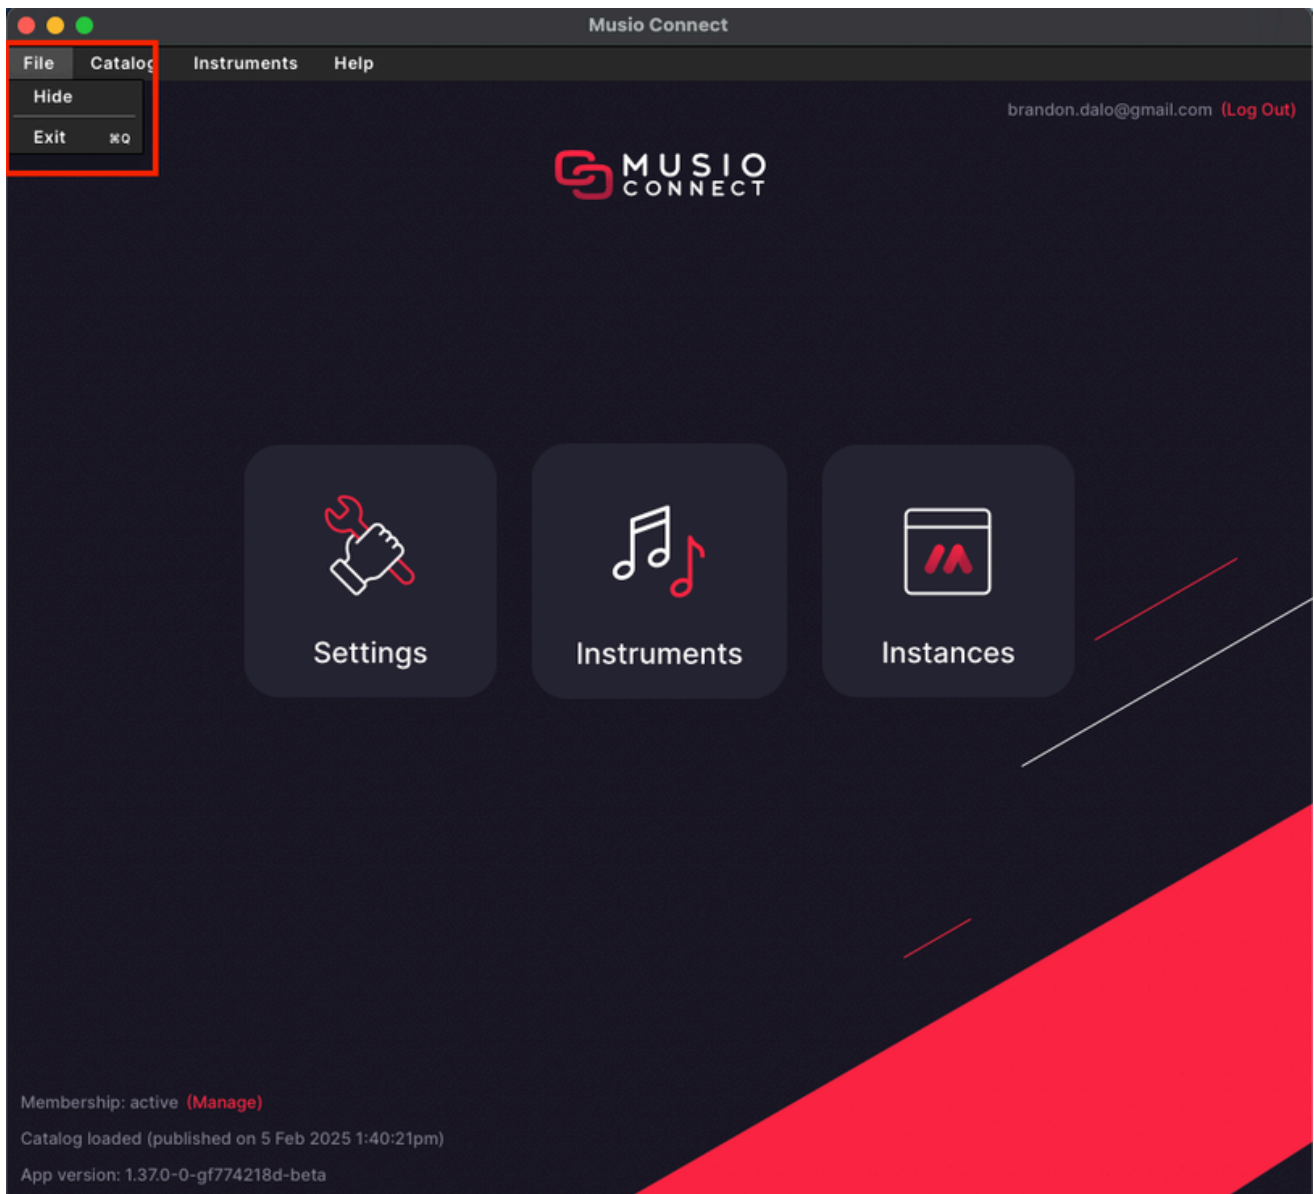 Musio Connect
File Catalog Instruments Help
Hide
Exit ⌘Q
brandon.dalo@gmail.com (Log Out)
MUSIO
CONNECT
Settings Instruments Instances
Membership: active (Manage)
Catalog loaded (published on 5 Feb 2025 1:40:21pm)
App version: 1.37.0-0-gf774218d-beta